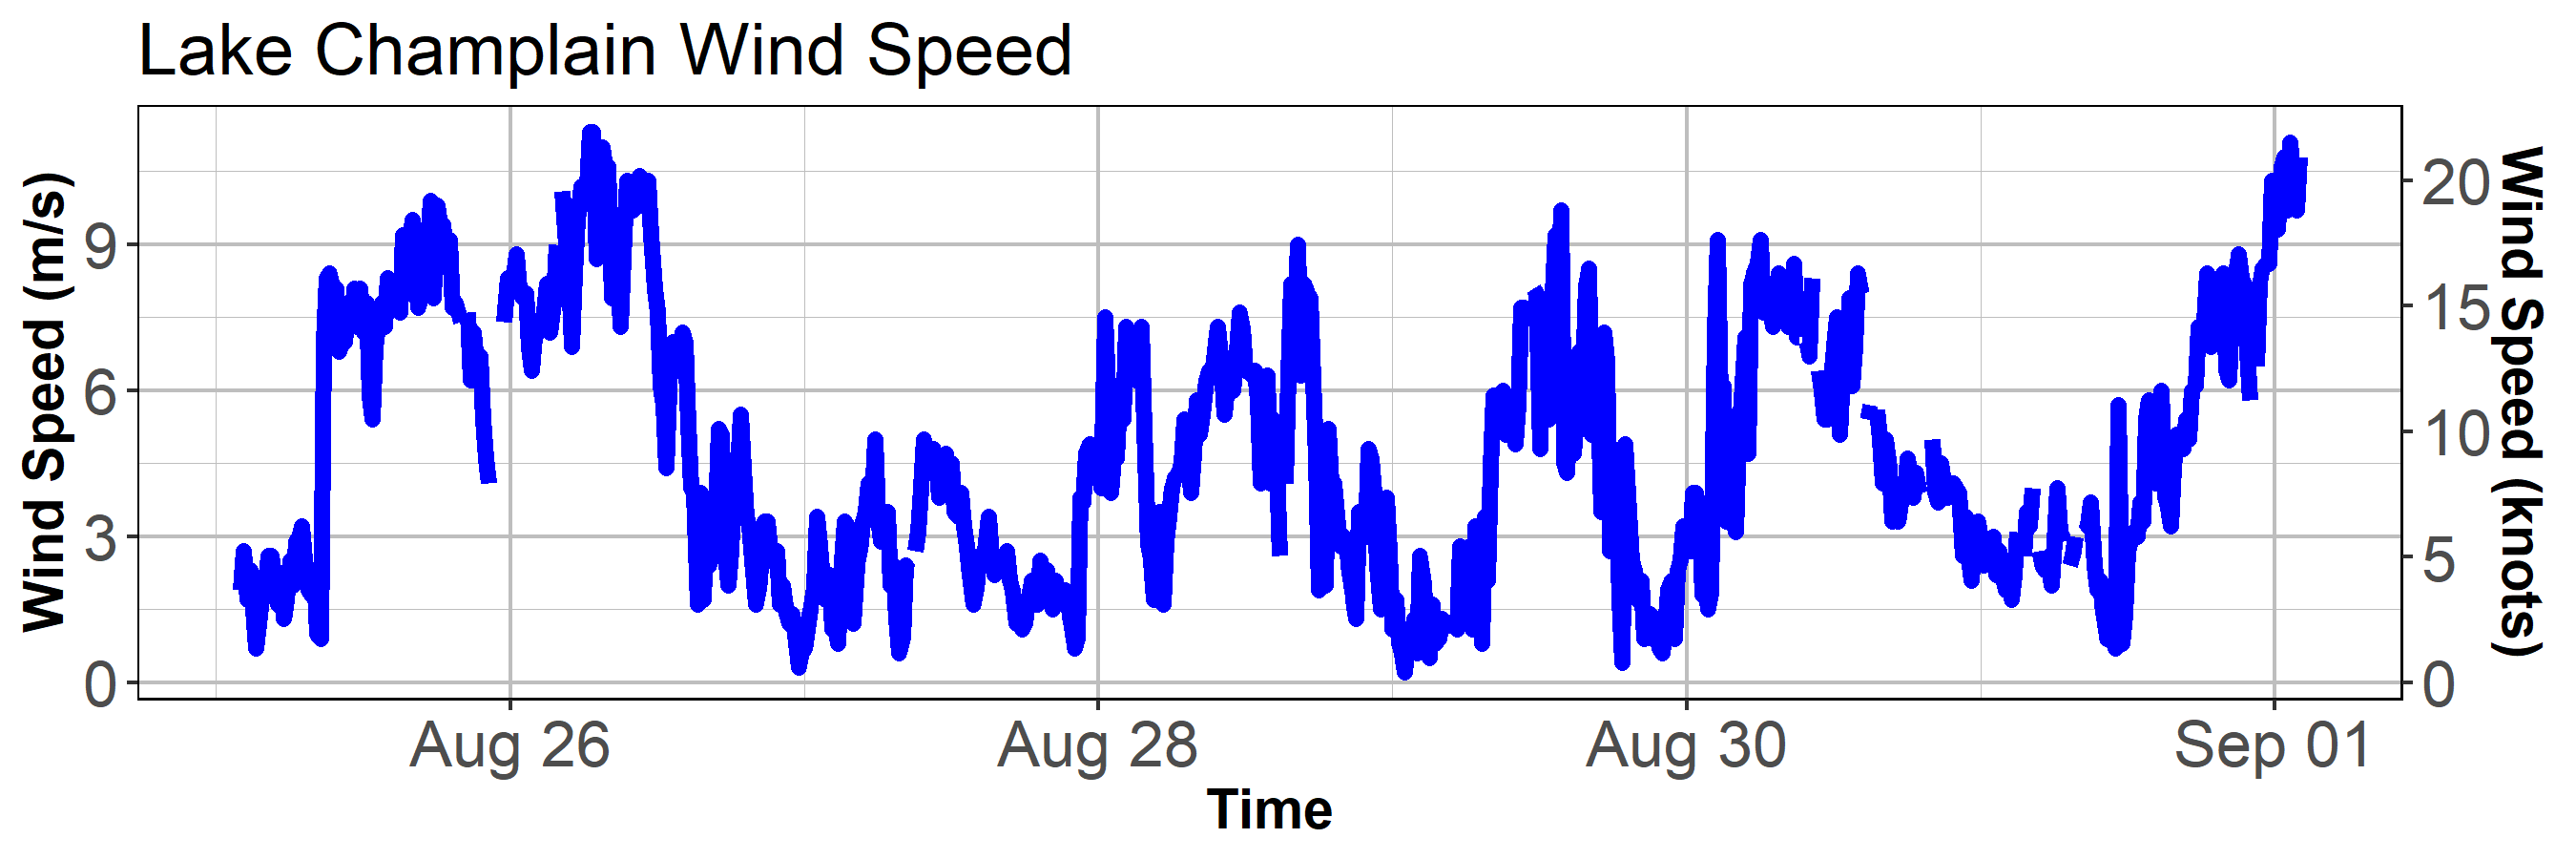 Lake Champlain Wind Speed
Wind Speed (m/s)
9
6
3
0
20
15
10
5
0
Wind Speed (knots)
Aug 26
Aug 28
Aug 30
Sep 01
Time